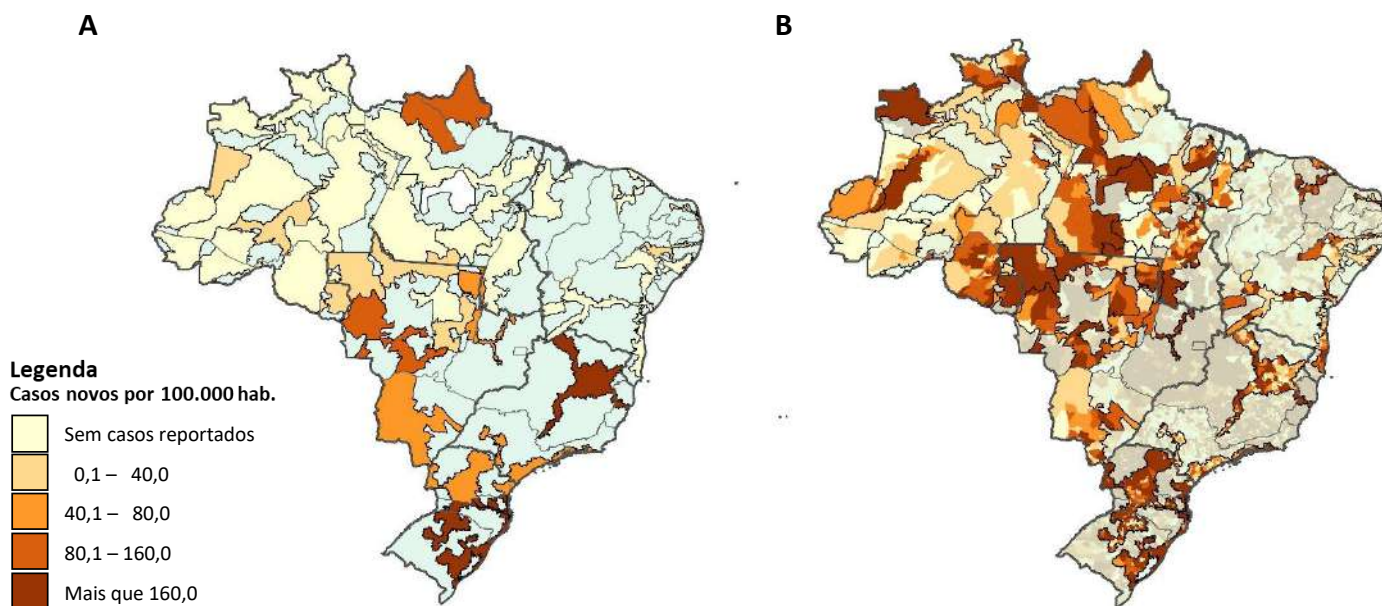 A
B
Legenda
Casos novos por 100.000 hab.
Sem casos reportados
0,1 – 40,0
40,1 – 80,0
80,1 – 160,0
Mais que 160,0